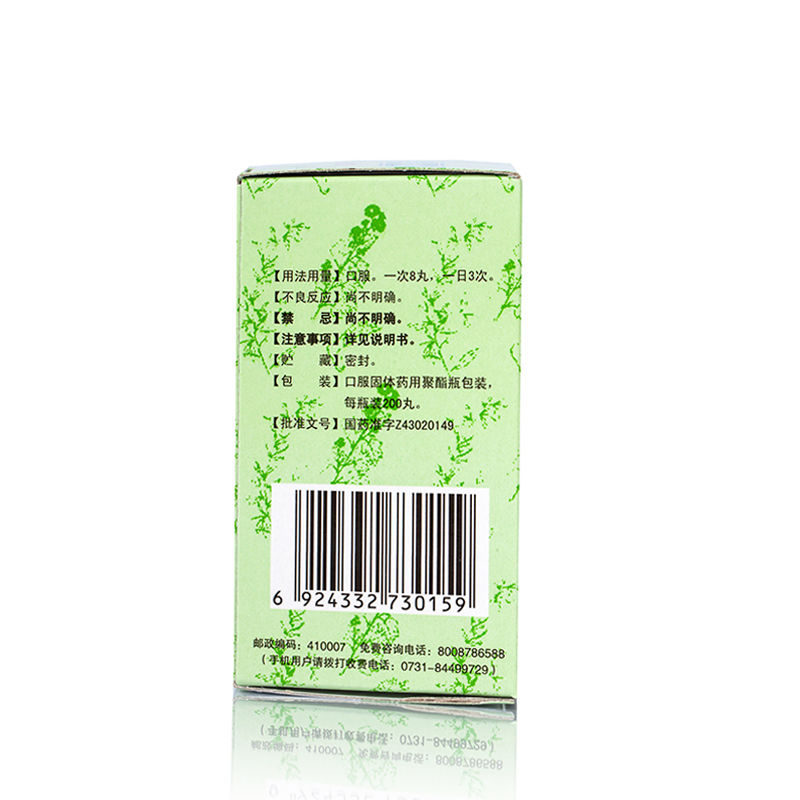 【用法用量】口服。一次8丸，一日3次。
【不良反应】尚不明确。
【禁　　忌】尚不明确。
【注意事项】详见说明书。
【贮　　藏】密封。
【包　　装】口服固体药用聚酯瓶包装，
每瓶装200丸。
【批准文号】国药准字Z43020149
6 924332 730159
邮政编码：410007　免费咨询电话：8008786588
（手机用户请拨打收费电话：0731-84499729）